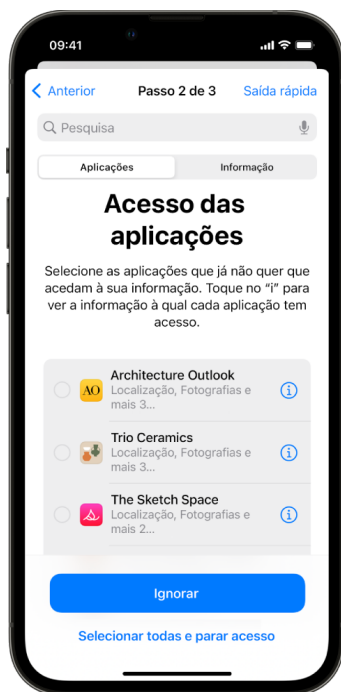 09:41
Anterior
Passo 2 de 3
Saída rápida
Pesquisa
Aplicações
Informação
Acesso das
aplicações
Selecione as aplicações que já não quer que
acedam à sua informação. Toque no “i” para
ver a informação à qual cada aplicação tem
acesso.
AO
Architecture Outlook
Localização, Fotografias e
mais 3...
Trio Ceramics
Localização, Fotografias e
mais 3...
The Sketch Space
Localização, Fotografias e
mais 2...
Ignorar
Selecionar todas e parar acesso